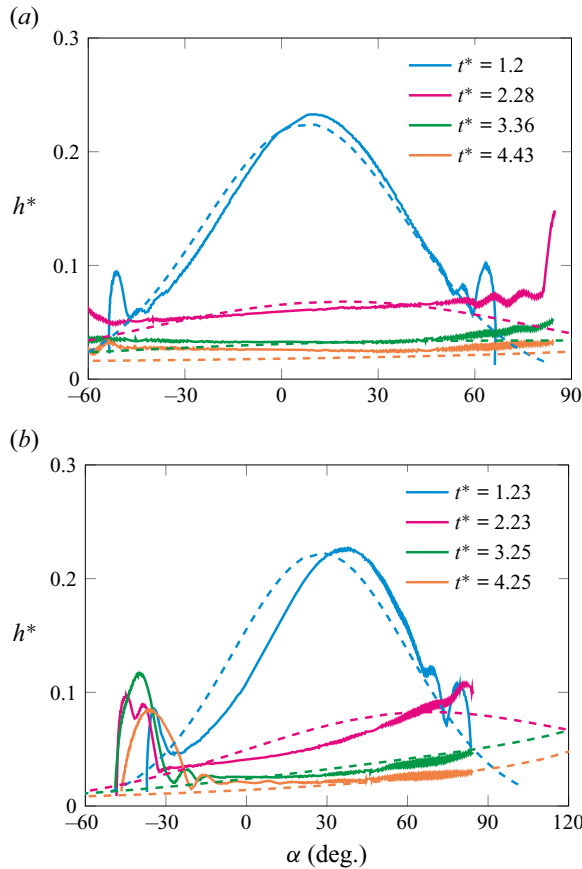 (a)
0.3
0.2
0.1
0
h*
t* = 1.2
t* = 2.28
t* = 3.36
t* = 4.43
–60
–30
0
30
60
90
(b)
0.3
0.2
0.1
0
h*
t* = 1.23
t* = 2.23
t* = 3.25
t* = 4.25
–60
–30
0
30
60
90
120
α (deg.)